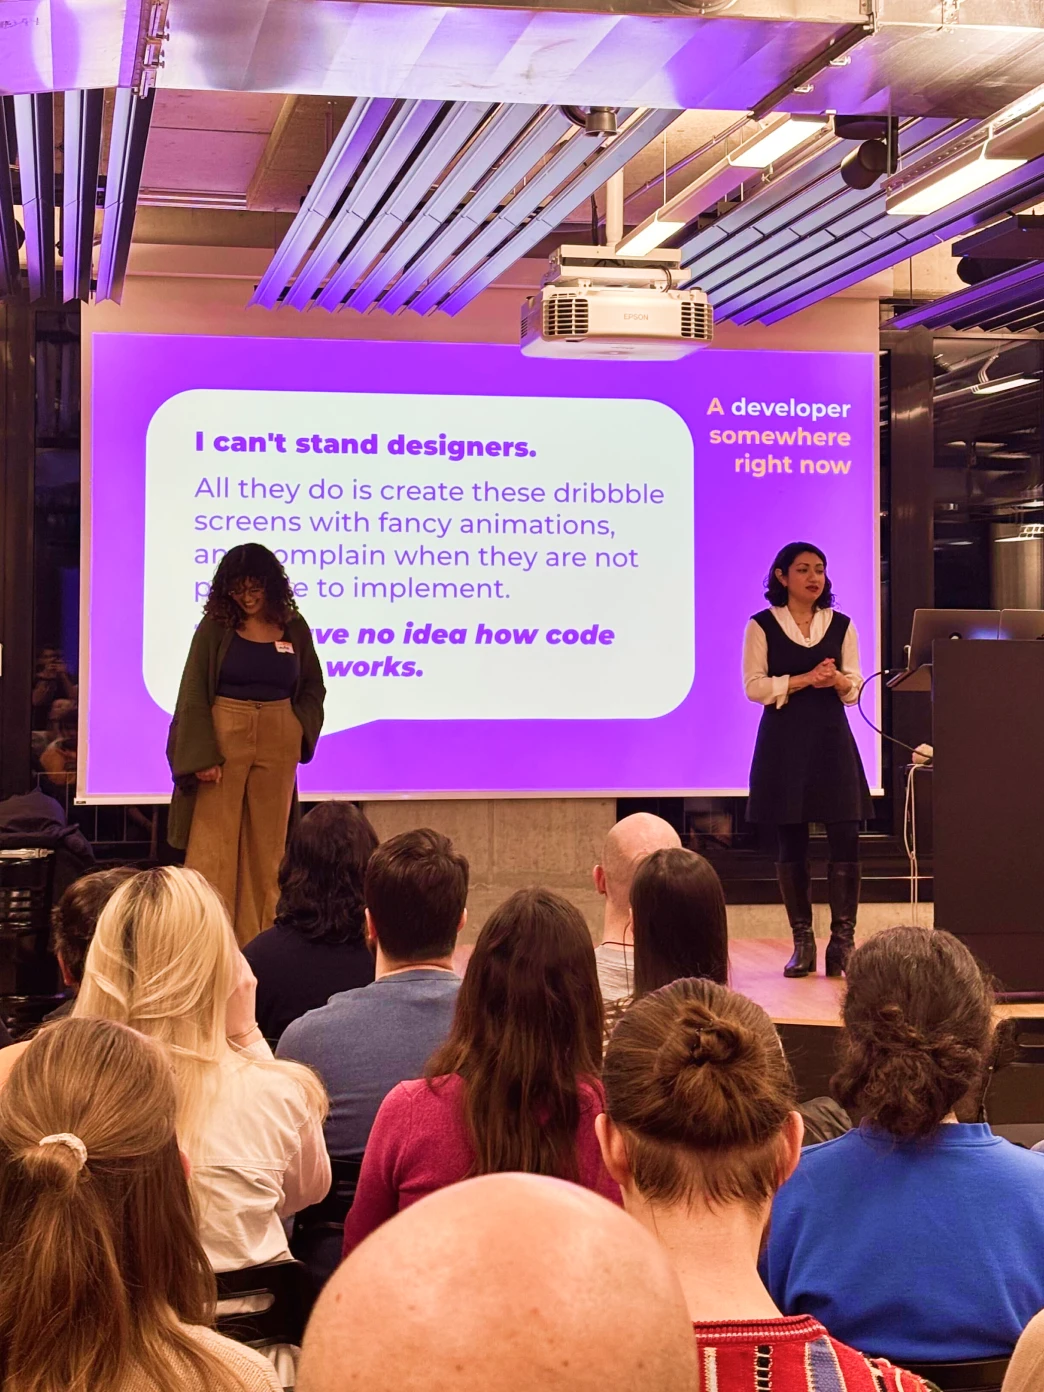 I can't stand designers.
All they do is create these dribbble
screens with fancy animations,
complain when they are not
to implement.
no idea how code
works.
A developer
somewhere
right now
EPSON